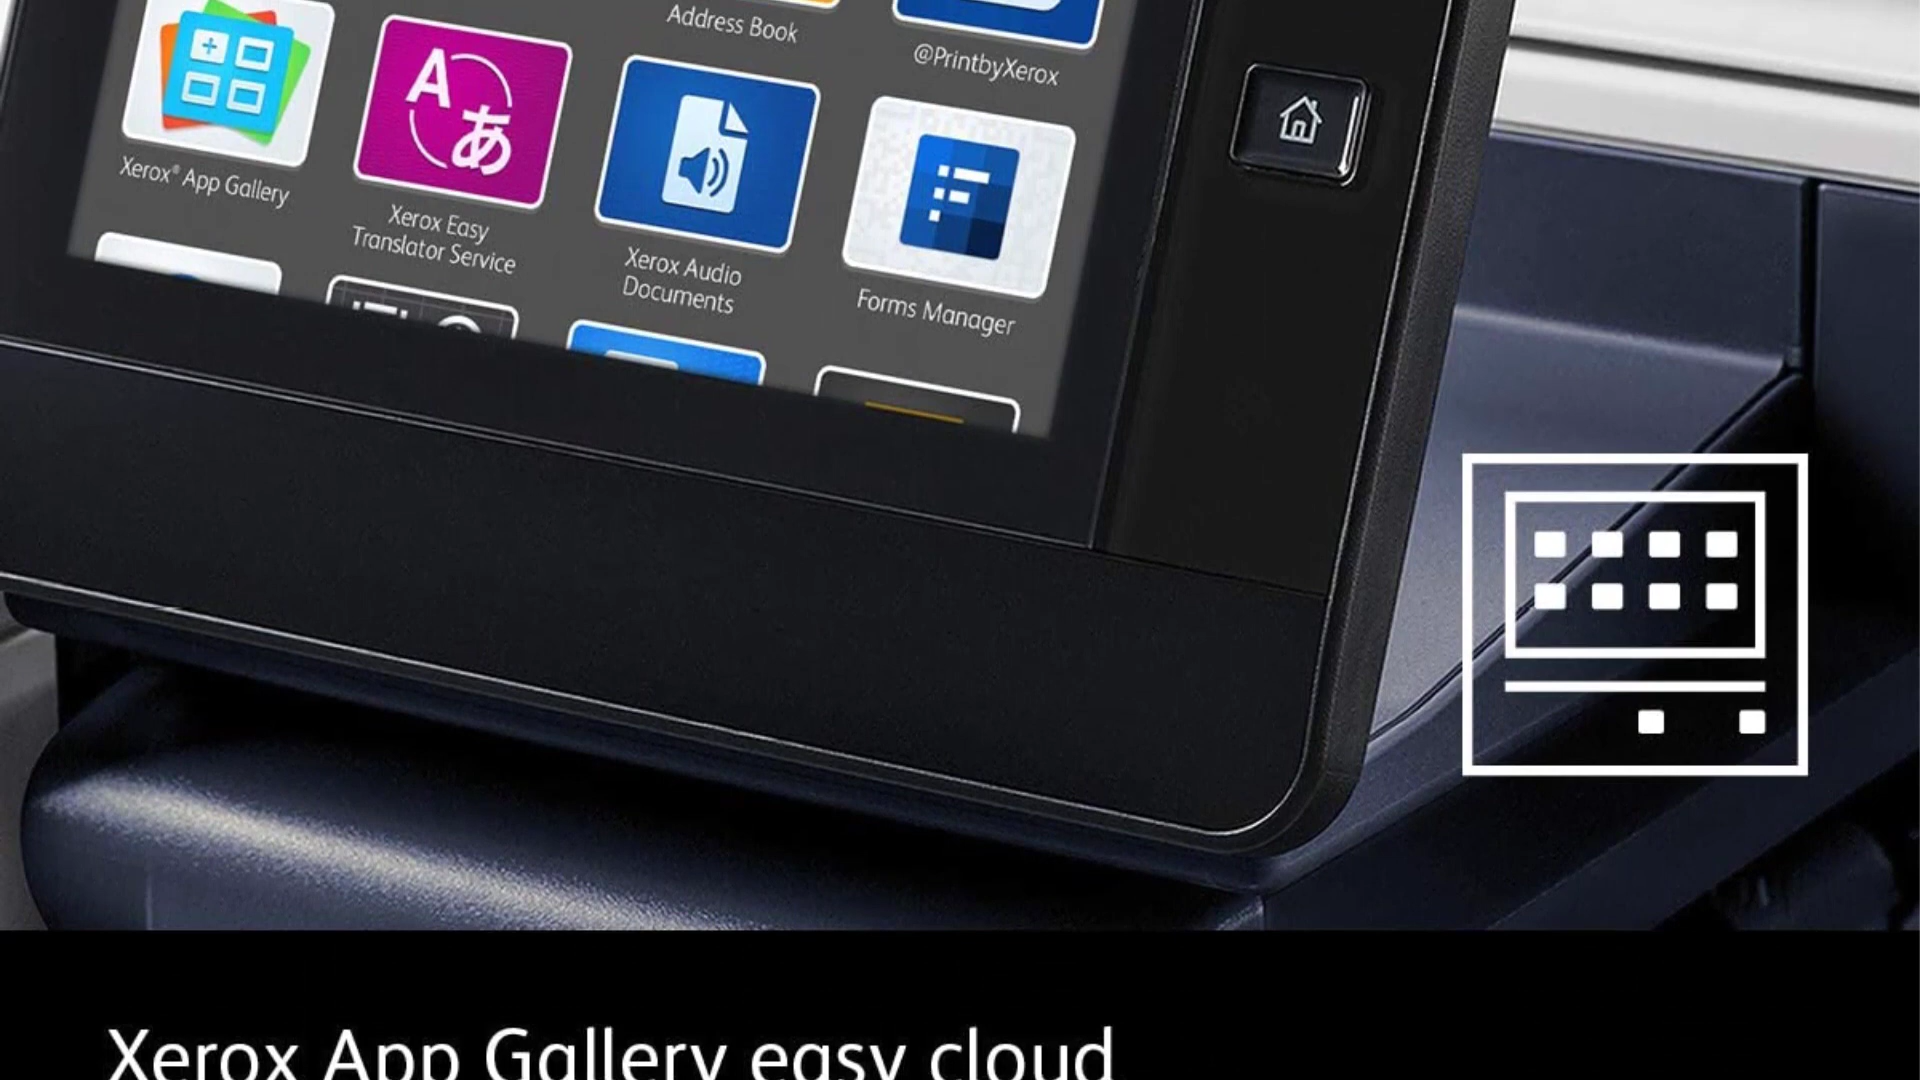 Address Book
@PrintbyXerox
Xerox® App Gallery
A
あ
Xerox Easy
Translator Service
Xerox Audio
Documents
Forms Manager
Xerox App Gallery easy cloud